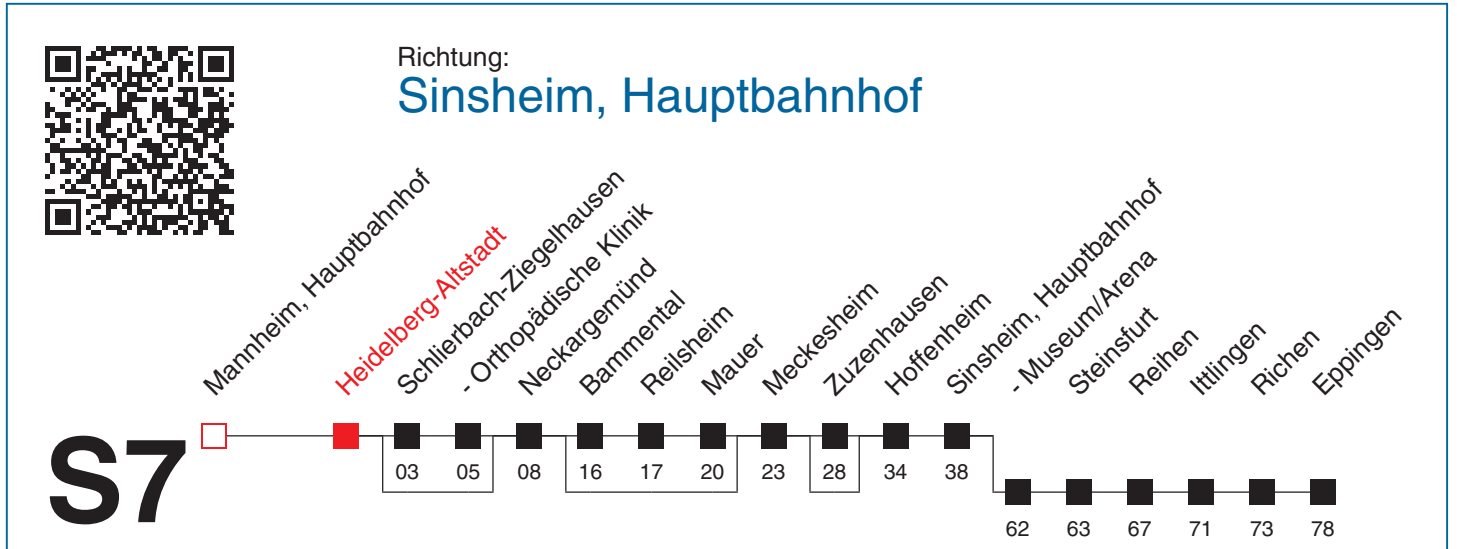 Richtung:
Sinsheim, Hauptbahnhof
Mannheim, Hauptbahnhof
Heidelberg-Altstadt
Schlierbach-Ziegelhausen
- Orthopädische Klinik
Neckargemünd
Bammental
Reilsheim
Mauer
Meckesheim
Zuzenhausen
Hoffenheim
Sinsheim, Hauptbahnhof
- Museum/Arena
Steinsfurt
Reihen
Ittlingen
Richen
Eppingen
S7
03 05 08 16 17 20 23 28 34 38
62 63 67 71 73 78